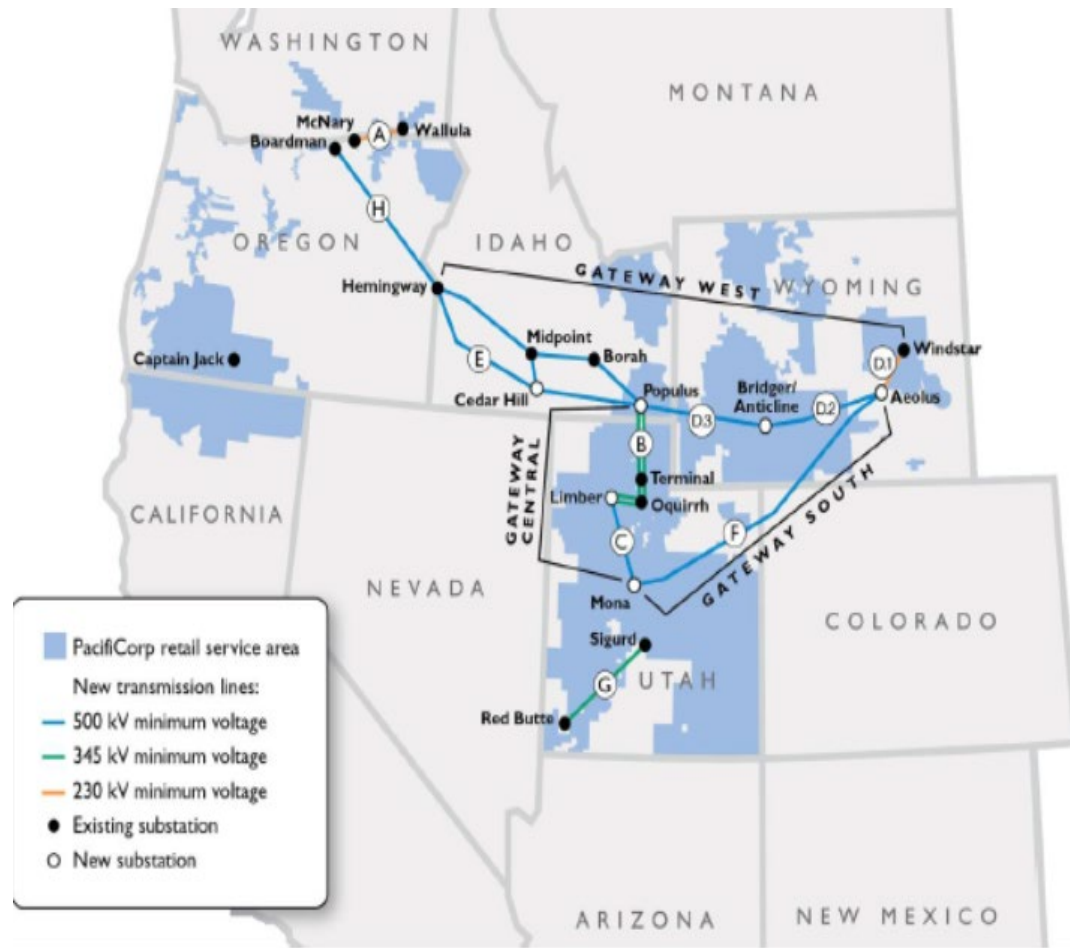 WASHINGTON
MONTANA
McNary
A
Wallula
Boardman
H
OREGON
IDAHO
GATEWAY WEST
WYOMING
Hemingway
Midpoint
Windstar
Captain Jack
E
Borah
D.1
Cedar Hill
Populus
Bridger/
Anticline
D.2
Aeolus
D.3
B
GATEWAY
CENTRAL
Terminal
Limber
Oquirrh
CALIFORNIA
C
F
GATEWAY SOUTH
NEVADA
Mona
COLORADO
Sigurd
G
UTAH
Red Butte
PacifiCorp retail service area
New transmission lines:
500 kV minimum voltage
345 kV minimum voltage
230 kV minimum voltage
Existing substation
New substation
ARIZONA
NEW MEXICO